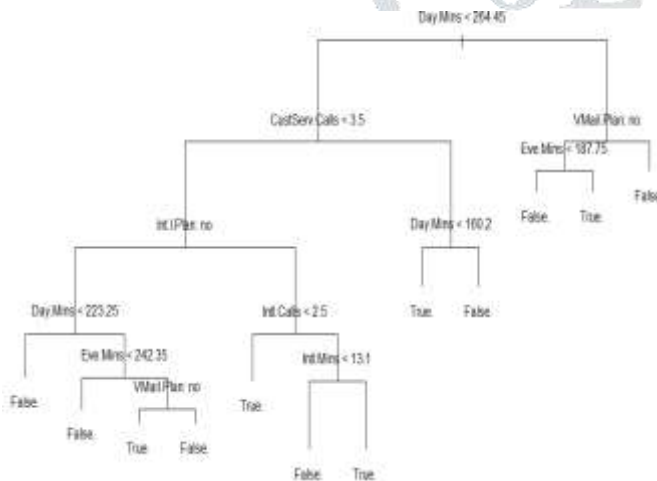 Day.Mins < 264.45
CustServ.Calls < 3.5
VMail.Plan: no
Eve.Mins < 187.75
False.
False.
True.
Int.l.Plan: no
Day.Mins < 160.2
True.
False.
Day.Mins < 223.25
Intl.Calls < 2.5
Eve.Mins < 242.35
Intl.Mins < 13.1
VMail.Plan: no
False.
True.
False.
True.
False.
False.
True.